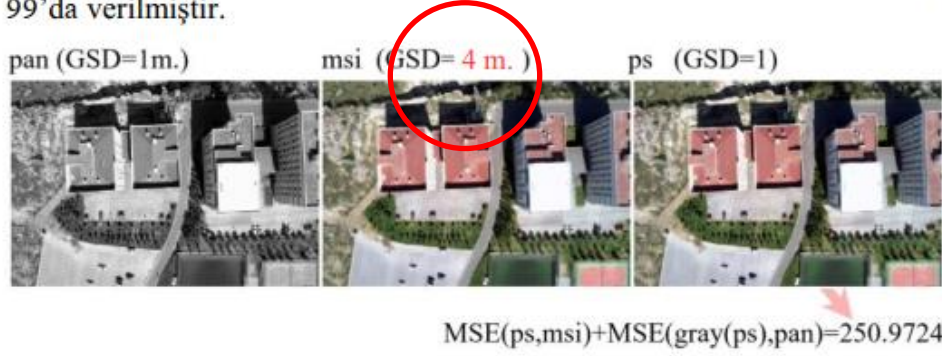 99’da verilmiştir.
pan (GSD=1m.) msi (GSD= 4 m. ) ps (GSD=1)
MSE(ps,msi)+MSE(gray(ps),pan)=250.9724